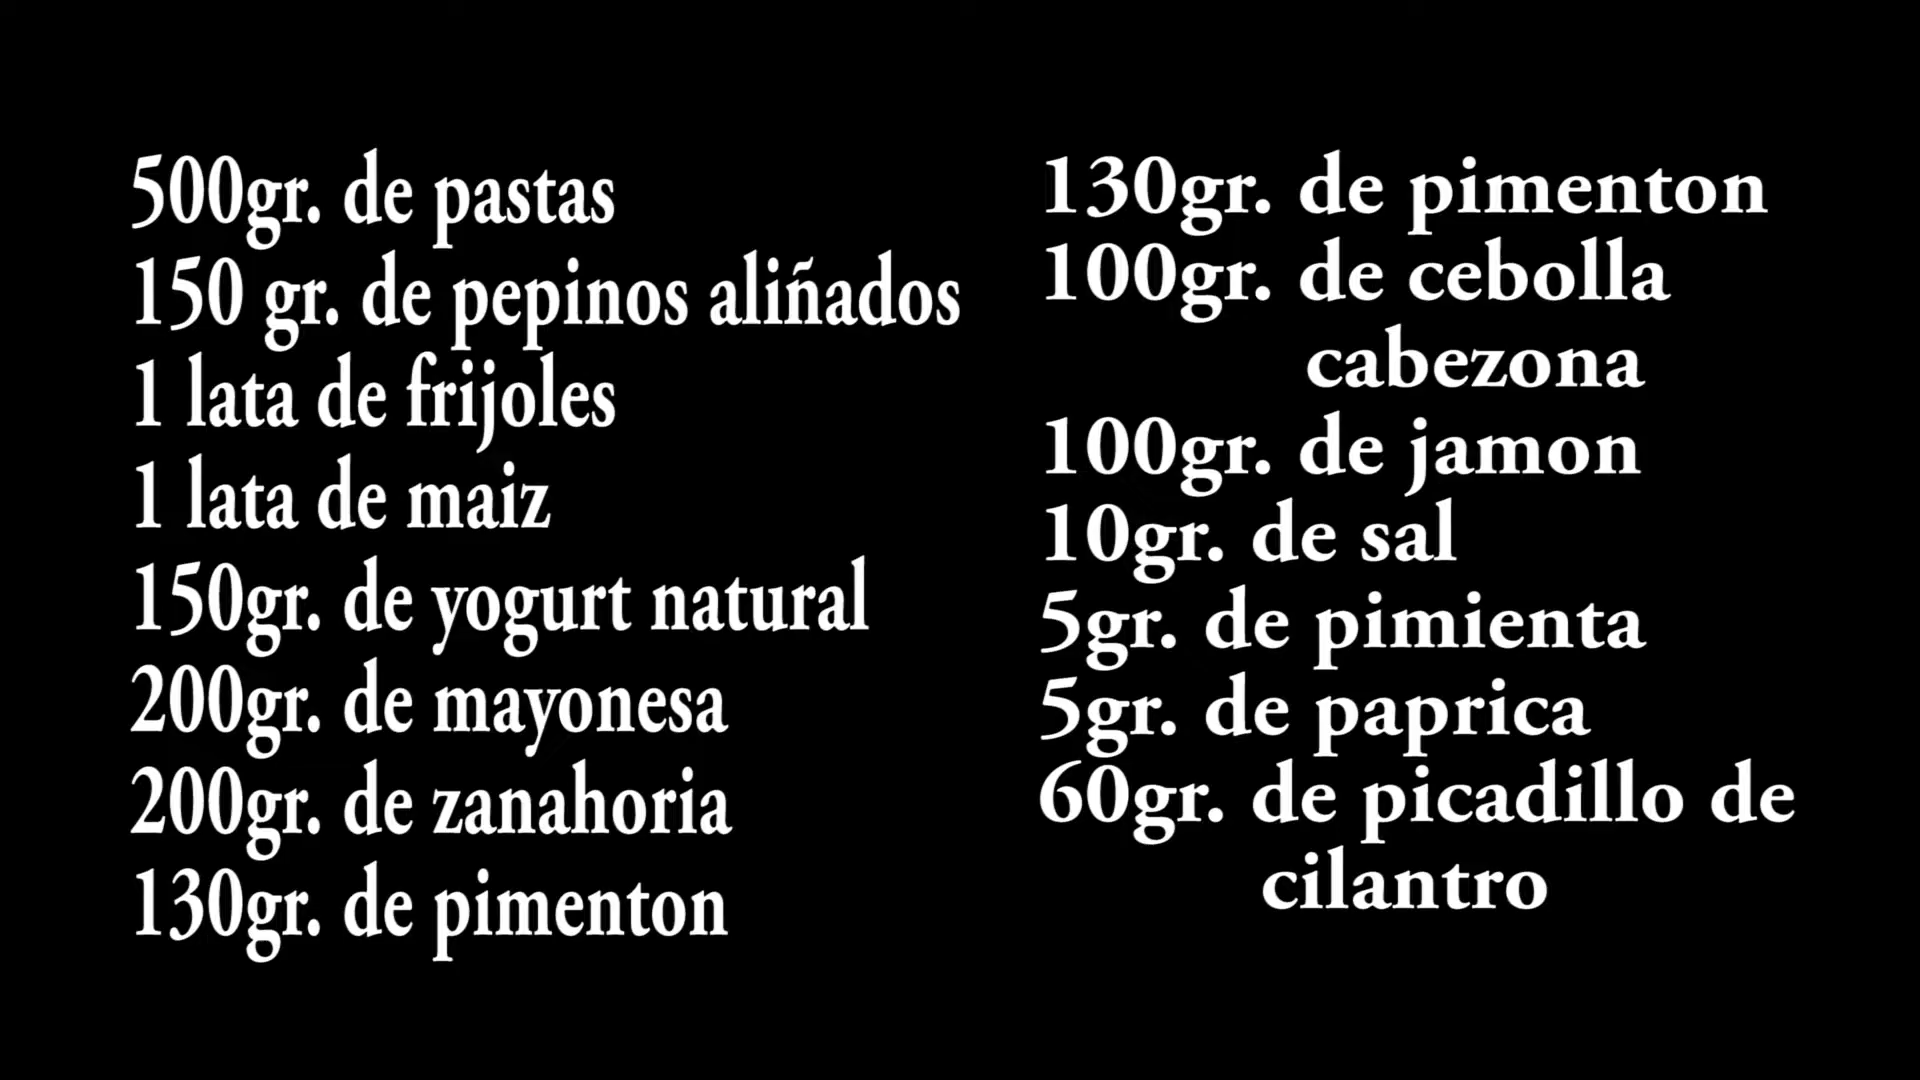 500gr. de pastas
150 gr. de pepinos aliñados
1 lata de frijoles
1 lata de maiz
150gr. de yogurt natural
200gr. de mayonesa
200gr. de zanahoria
130gr. de pimenton
130gr. de pimenton
100gr. de cebolla
cabezona
100gr. de jamon
10gr. de sal
5gr. de pimienta
5gr. de paprica
60gr. de picadillo de
cilantro